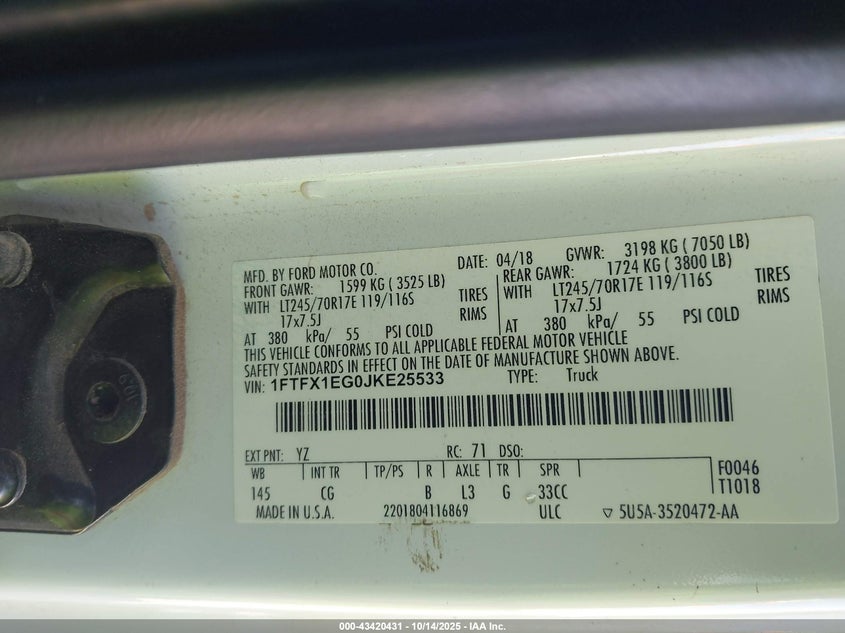 MFD. BY FORD MOTOR CO. DATE: 04/18 GVWR: 3198 KG ( 7050 LB)
FRONT GAWR: 1599 KG ( 3525 LB) REAR GAWR: 1724 KG ( 3800 LB)
WITH LT245/70R17E 119/116S TIRES WITH LT245/70R17E 119/116S TIRES
17x7.5J RIMS 17x7.5J RIMS
AT 380 kPa/ 55 PSI COLD AT 380 kPa/ 55 PSI COLD
THIS VEHICLE CONFORMS TO ALL APPLICABLE FEDERAL MOTOR VEHICLE
SAFETY STANDARDS IN EFFECT ON THE DATE OF MANUFACTURE SHOWN ABOVE.
VIN: 1FTFX1EG0JKE25533 TYPE: Truck
EXT PNT: YZ RC: 71 DSO:
WB INT TR TP/PS R AXLE TR SPR F0046
145 CG B L3 G 33CC T1018
MADE IN U.S.A. 2201804116869 ULC ▽ 5U5A-3520472-AA
000-43420431 - 10/14/2025 - IAA Inc.